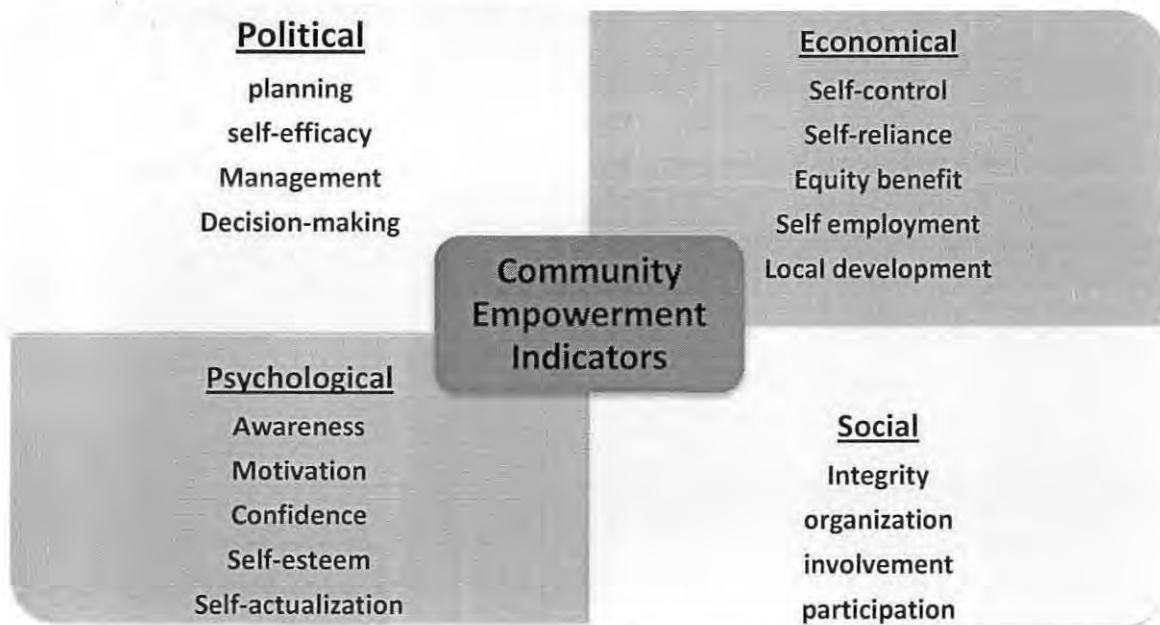 Political
planning
self-efficacy
Management
Decision-making
Economical
Self-control
Self-reliance
Equity benefit
Self employment
Local development
Community
Empowerment
Indicators
Psychological
Awareness
Motivation
Confidence
Self-esteem
Self-actualization
Social
Integrity
organization
involvement
participation